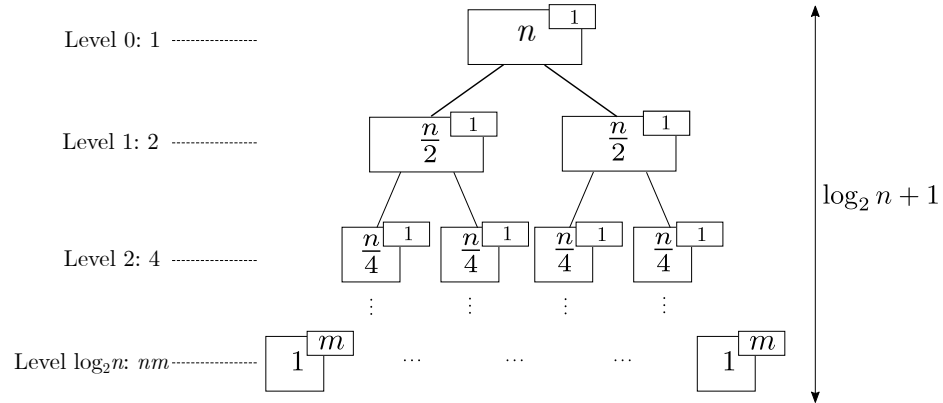 Level 0: 1
n
1
Level 1: 2
n/2
1
n/2
1
log₂ n + 1
Level 2: 4
n/4
1
n/4
1
n/4
1
n/4
1
⋮ ⋮ ⋮ ⋮
Level log₂n: nm
1
m
... ... ...
1
m